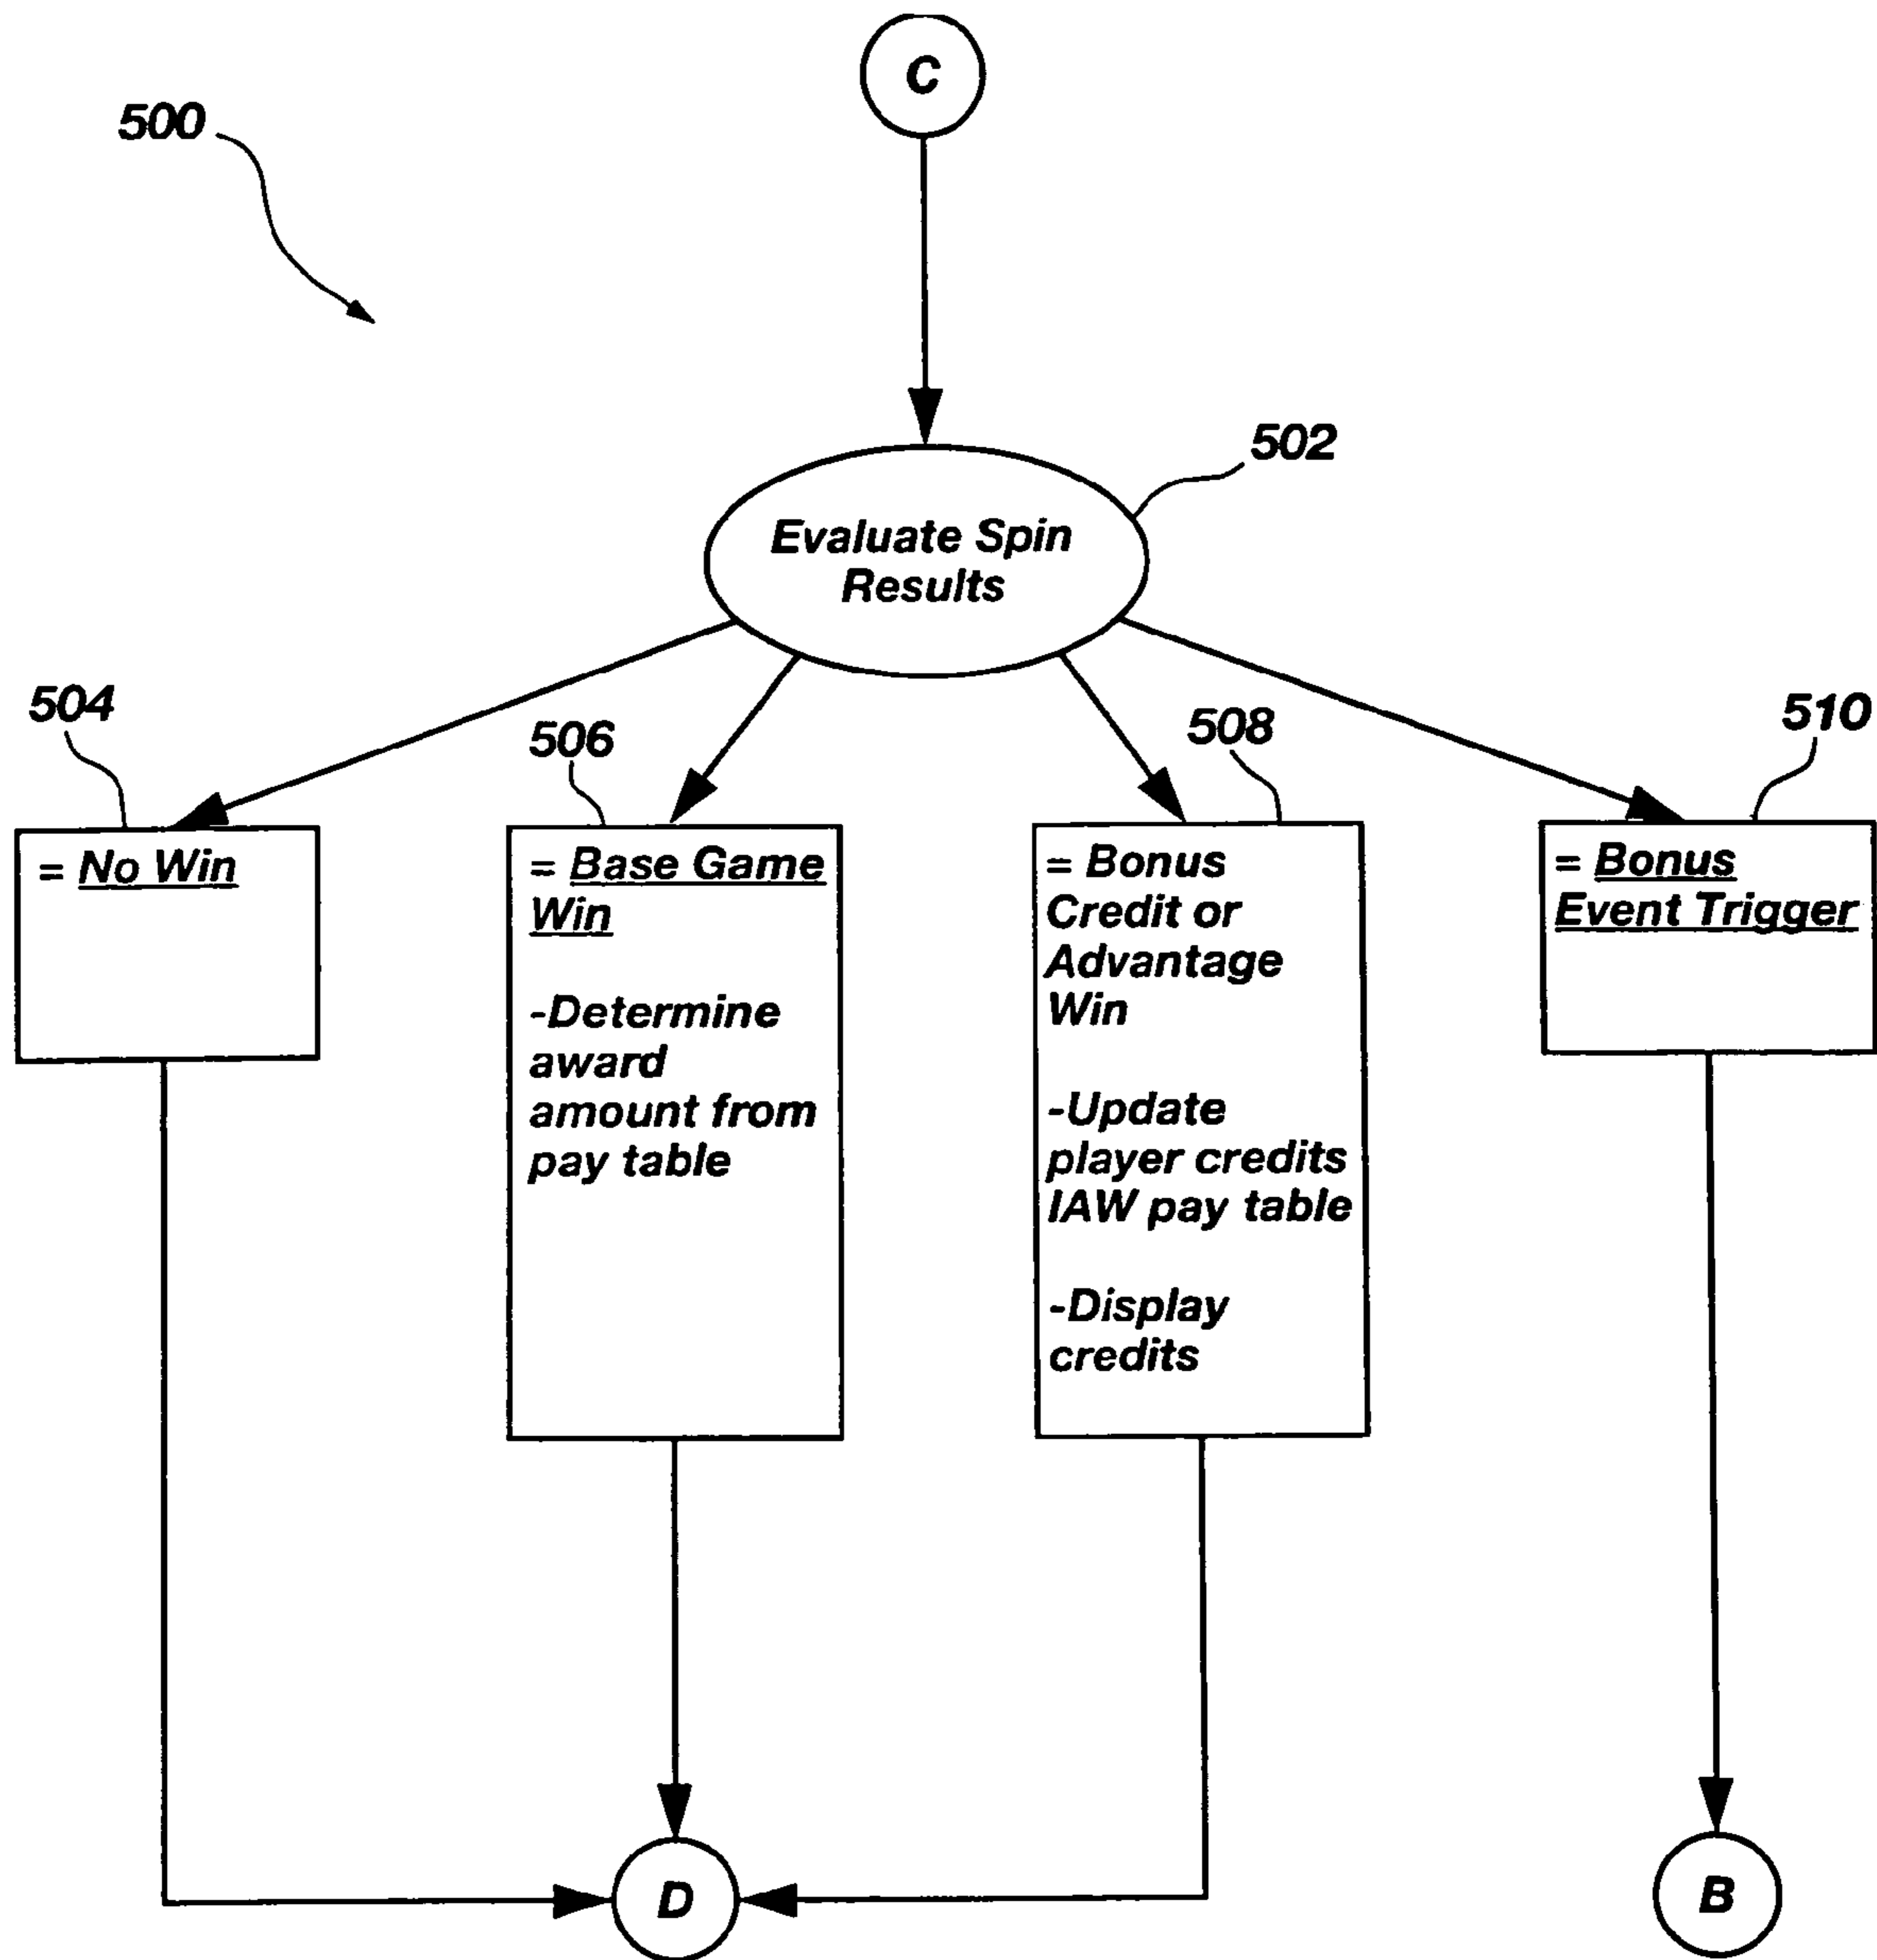 C
500
502
Evaluate Spin
Results
504
506
508
510
= No Win
= Base Game
Win
-Determine
award
amount from
pay table
= Bonus
Credit or
Advantage
Win
-Update
player credits
IAW pay table
-Display
credits
= Bonus
Event Trigger
D
B